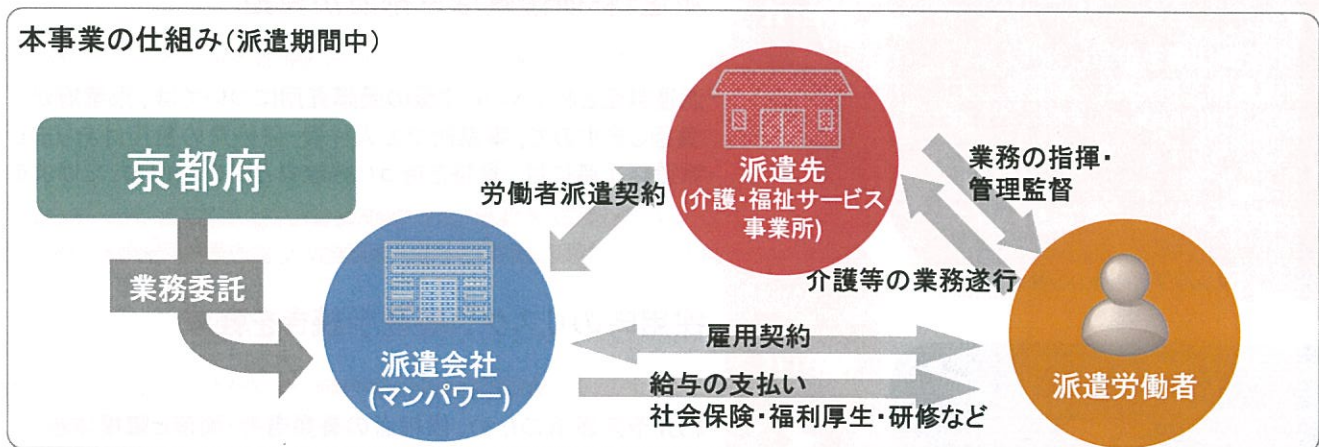 本事業の仕組み(派遣期間中)
京都府
業務委託
派遣会社
(マンパワー)
労働者派遣契約
派遣先
(介護・福祉サービス
事業所)
業務の指揮・
管理監督
介護等の業務遂行
雇用契約
給与の支払い
社会保険・福利厚生・研修など
派遣労働者